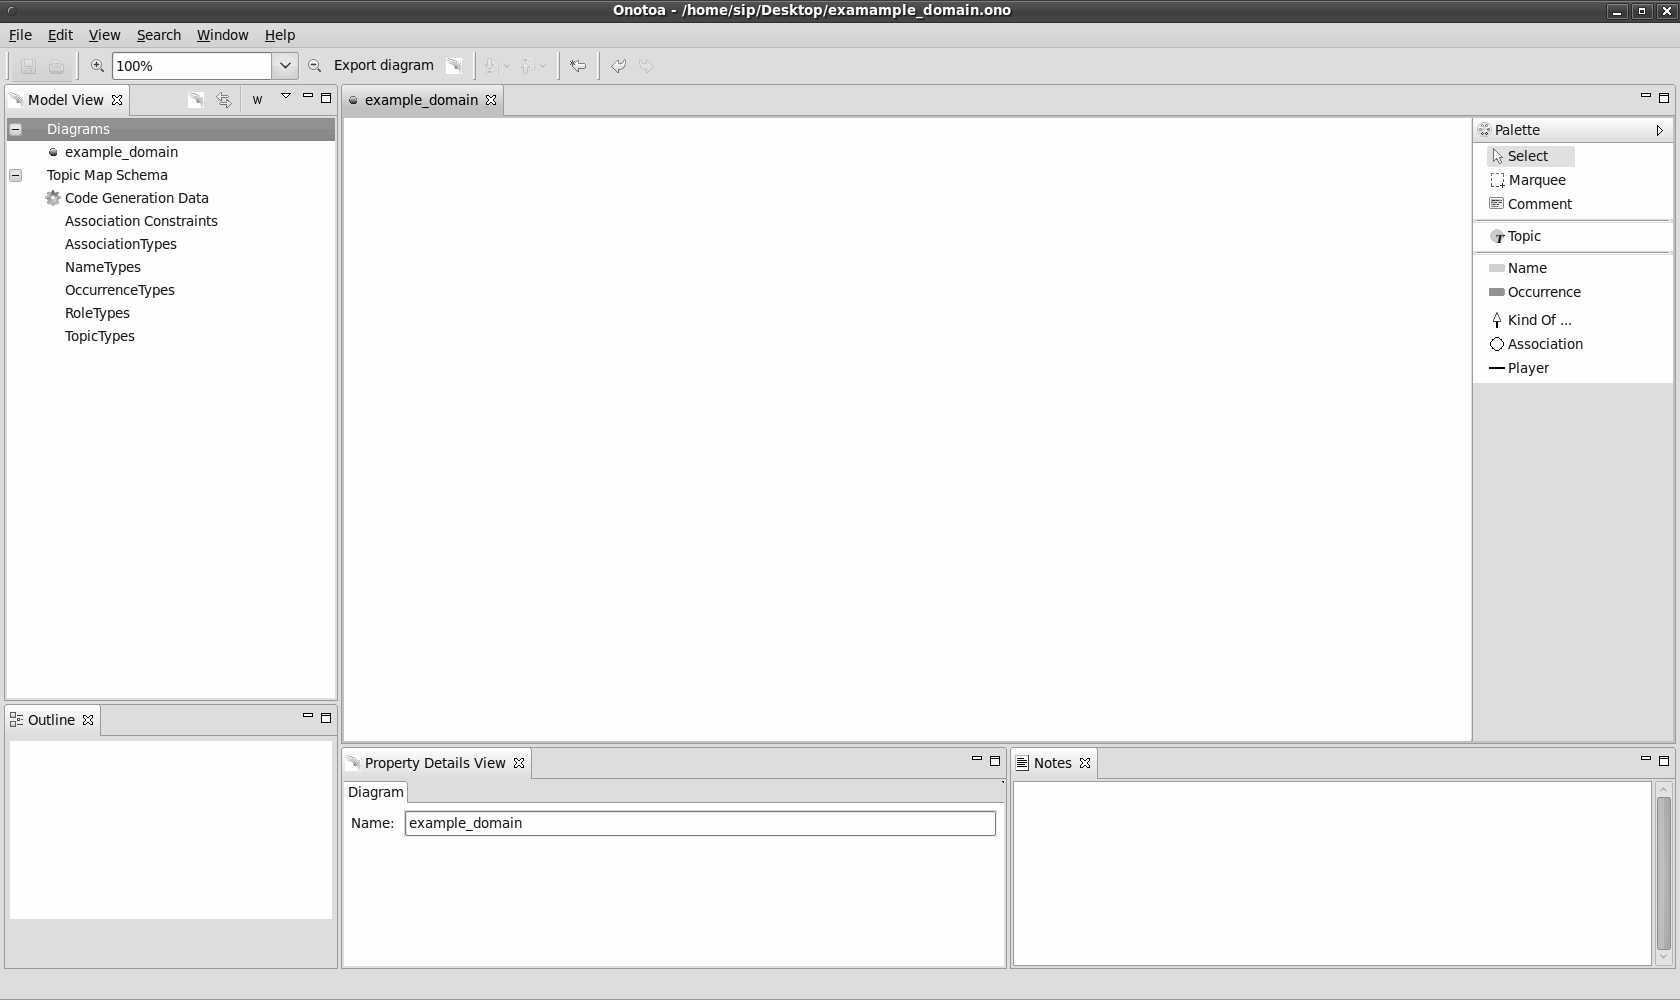 Onotoa - /home/sip/Desktop/examample_domain.ono
File Edit View Search Window Help
100% Export diagram
Model View
w
Diagrams
example_domain
Topic Map Schema
Code Generation Data
Association Constraints
AssociationTypes
NameTypes
OccurrenceTypes
RoleTypes
TopicTypes
Outline
example_domain
Palette
Select
Marquee
Comment
Topic
Name
Occurrence
Kind Of ...
Association
Player
Property Details View
Diagram
Name: example_domain
Notes